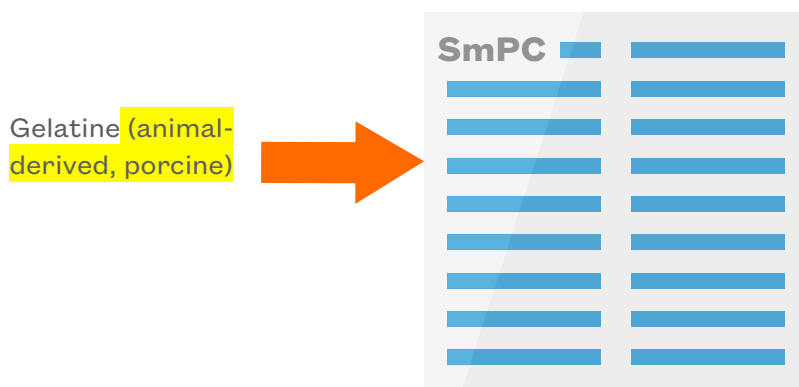 SmPC
Gelatine (animal-
derived, porcine)